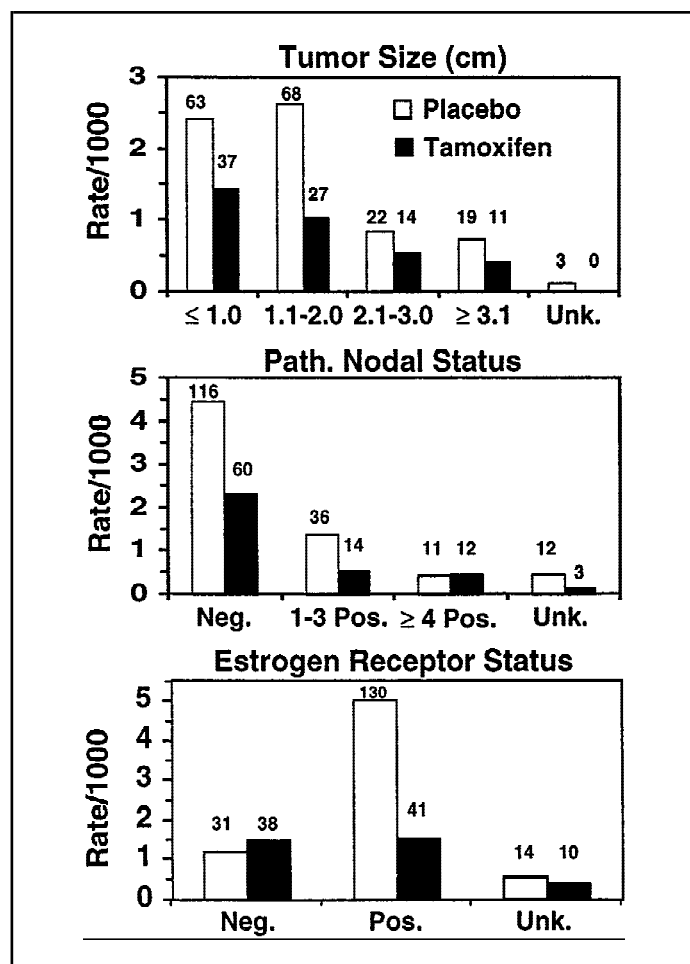 Tumor Size (cm)
Rate/1000
3
2
1
0
63
37
68
27
22
14
19
11
3
0
Placebo
Tamoxifen
≤ 1.0
1.1-2.0
2.1-3.0
≥ 3.1
Unk.
Path. Nodal Status
Rate/1000
5
4
3
2
1
0
116
60
36
14
11
12
12
3
Neg.
1-3 Pos.
≥ 4 Pos.
Unk.
Estrogen Receptor Status
Rate/1000
5
4
3
2
1
0
31
38
130
41
14
10
Neg.
Pos.
Unk.